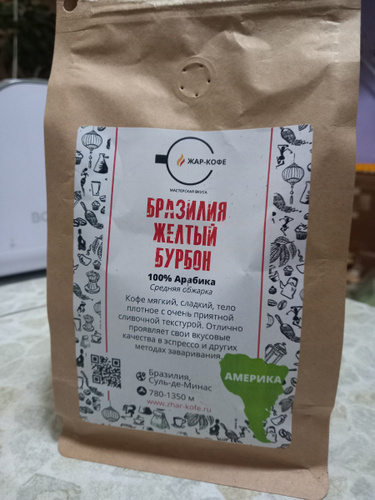 ЖАР-КОФЕ
МАСТЕРСКАЯ ВКУСА
БРАЗИЛИЯ
ЖЕЛТЫЙ
БУРБОН
100% Арабика
Средняя обжарка
Кофе мягкий, сладкий, тело
плотное с очень приятной
сливочной текстурой. Отлично
проявляет свои вкусовые
качества в эспрессо и других
методах заваривания.
Бразилия,
Суль-де-Минас
780-1350 м
www.zhar-kofe.ru
АМЕРИКА